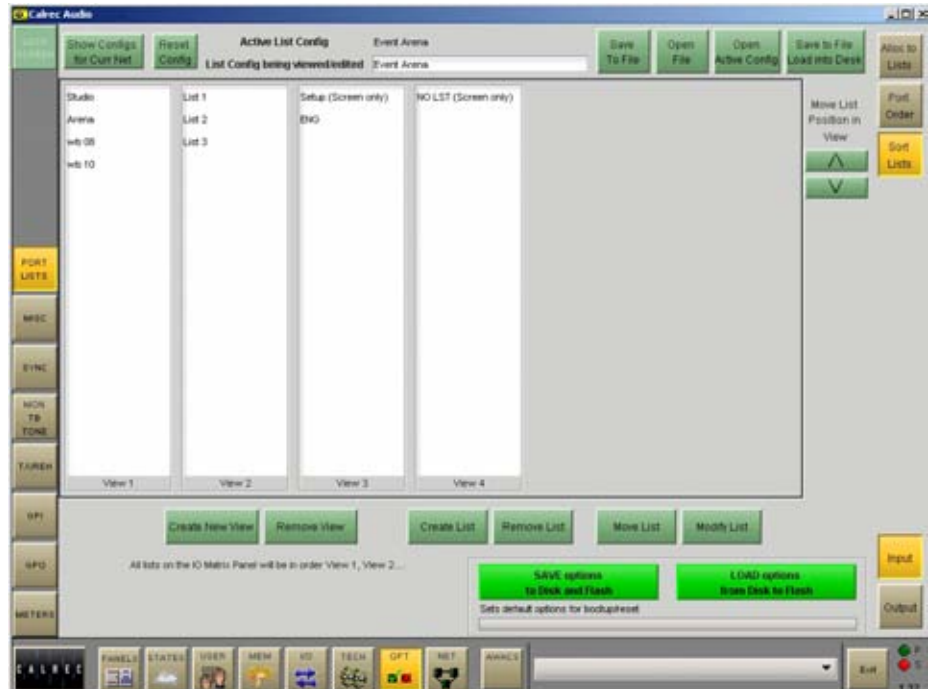 Calrec Audio
Show Configs
for Curr Net
Reset
Config
Active List Config
Event Arena
List Config being viewed/edited
Event Arena
Save
To File
Open
File
Open
Active Config
Save to File
Load into Desk
Alloc to
Lists
Port
Order
Sort
Lists
Move List
Position in
View
Studio
Arena
wb 08
wb 10
List 1
List 2
List 3
Setup (Screen only)
ENG
NO LST (Screen only)
View 1
View 2
View 3
View 4
PORT
LISTS
MISC
SYNC
MON
TB
TONE
GPI
GPO
METERS
Create New View
Remove View
Create List
Remove List
Move List
Modify List
All lists on the IO Matrix Panel will be in order View 1, View 2...
SAVE options
to Disk and Flash
LOAD options
from Disk to Flash
Sets default options for bootup/reset
Input
Output
CALREC
PANELS
STATES
USER
MEM
I/O
TECH
OPT
NET
AWACS
Exit
P
S